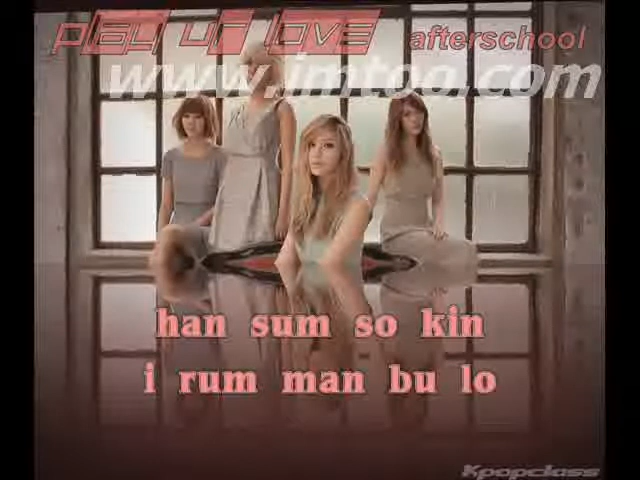 play ur love afterschool
www.imtoo.com
han sum so kin
i rum man bu lo
Kpopclass